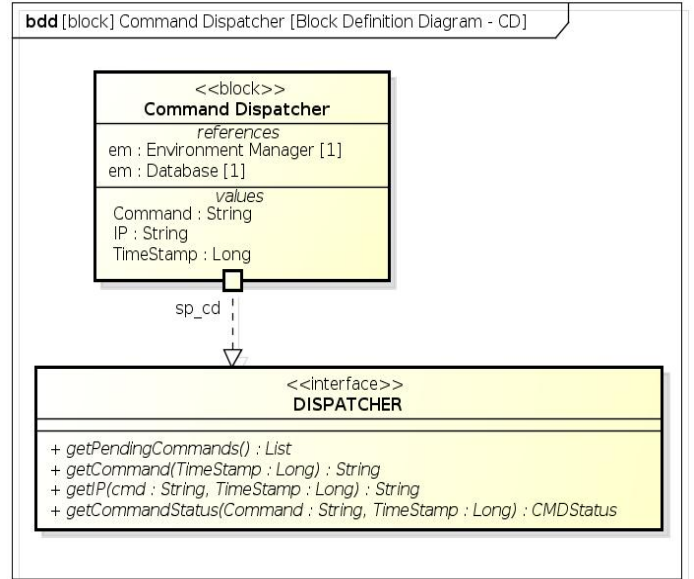 bdd [block] Command Dispatcher [Block Definition Diagram - CD]
<<block>>
Command Dispatcher
references
em : Environment Manager [1]
em : Database [1]
values
Command : String
IP : String
TimeStamp : Long
sp_cd
<<interface>>
DISPATCHER
+ getPendingCommands() : List
+ getCommand(TimeStamp : Long) : String
+ getIP(cmd : String, TimeStamp : Long) : String
+ getCommandStatus(Command : String, TimeStamp : Long) : CMDStatus